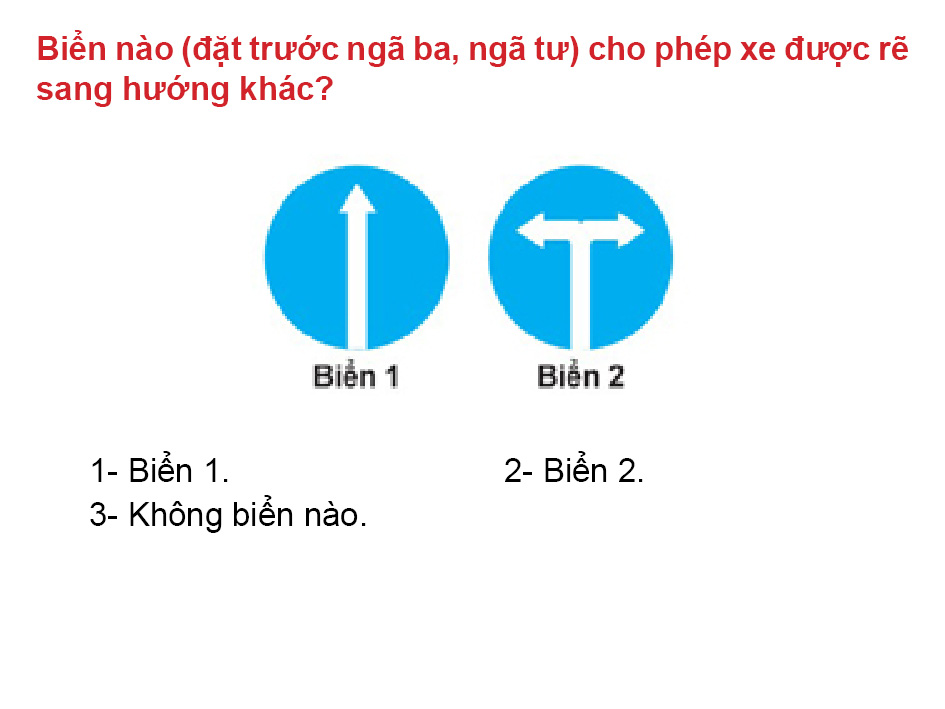 Biển nào (đặt trước ngã ba, ngã tư) cho phép xe được rẽ
sang hướng khác?
Biển 1
Biển 2
1- Biển 1.
2- Biển 2.
3- Không biển nào.